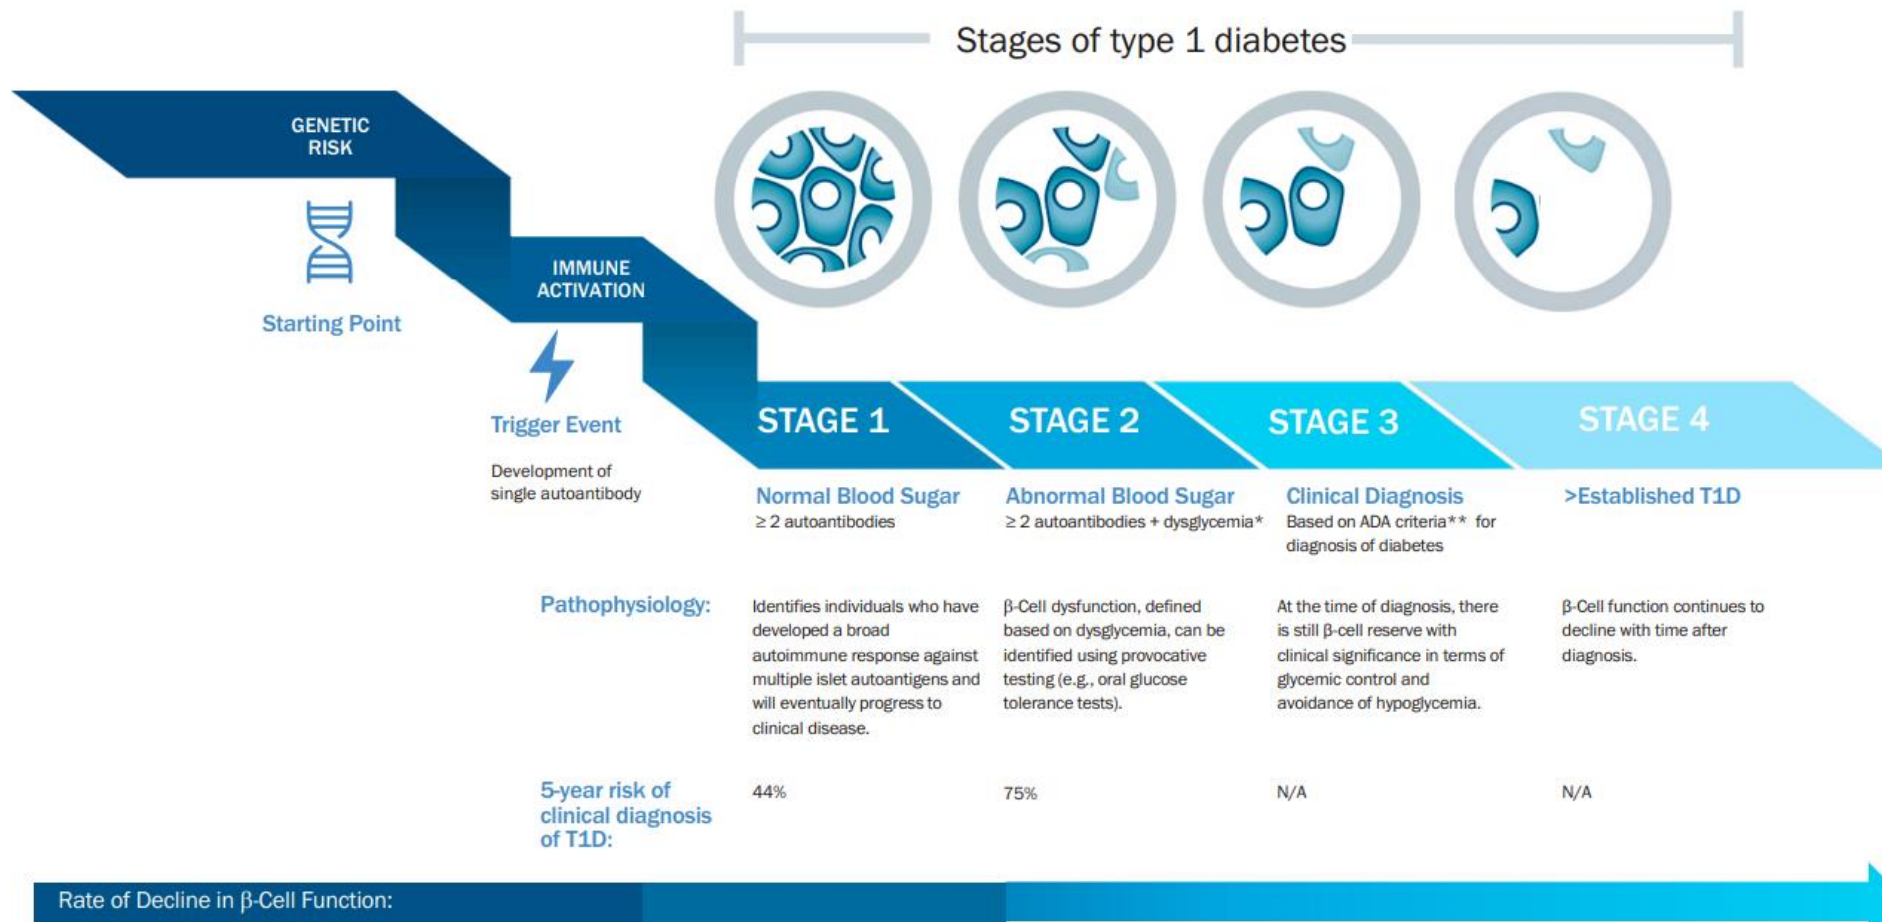 Stages of type 1 diabetes
GENETIC
RISK
Starting Point
IMMUNE
ACTIVATION
Trigger Event
Development of
single autoantibody
STAGE 1
STAGE 2
STAGE 3
STAGE 4
Normal Blood Sugar
≥ 2 autoantibodies
Abnormal Blood Sugar
≥ 2 autoantibodies + dysglycemia*
Clinical Diagnosis
Based on ADA criteria** for
diagnosis of diabetes
>Established T1D
Pathophysiology:
Identifies individuals who have
developed a broad
autoimmune response against
multiple islet autoantigens and
will eventually progress to
clinical disease.
β-Cell dysfunction, defined
based on dysglycemia, can be
identified using provocative
testing (e.g., oral glucose
tolerance tests).
At the time of diagnosis, there
is still β-cell reserve with
clinical significance in terms of
glycemic control and
avoidance of hypoglycemia.
β-Cell function continues to
decline with time after
diagnosis.
5-year risk of
clinical diagnosis
of T1D:
44%
75%
N/A
N/A
Rate of Decline in β-Cell Function: